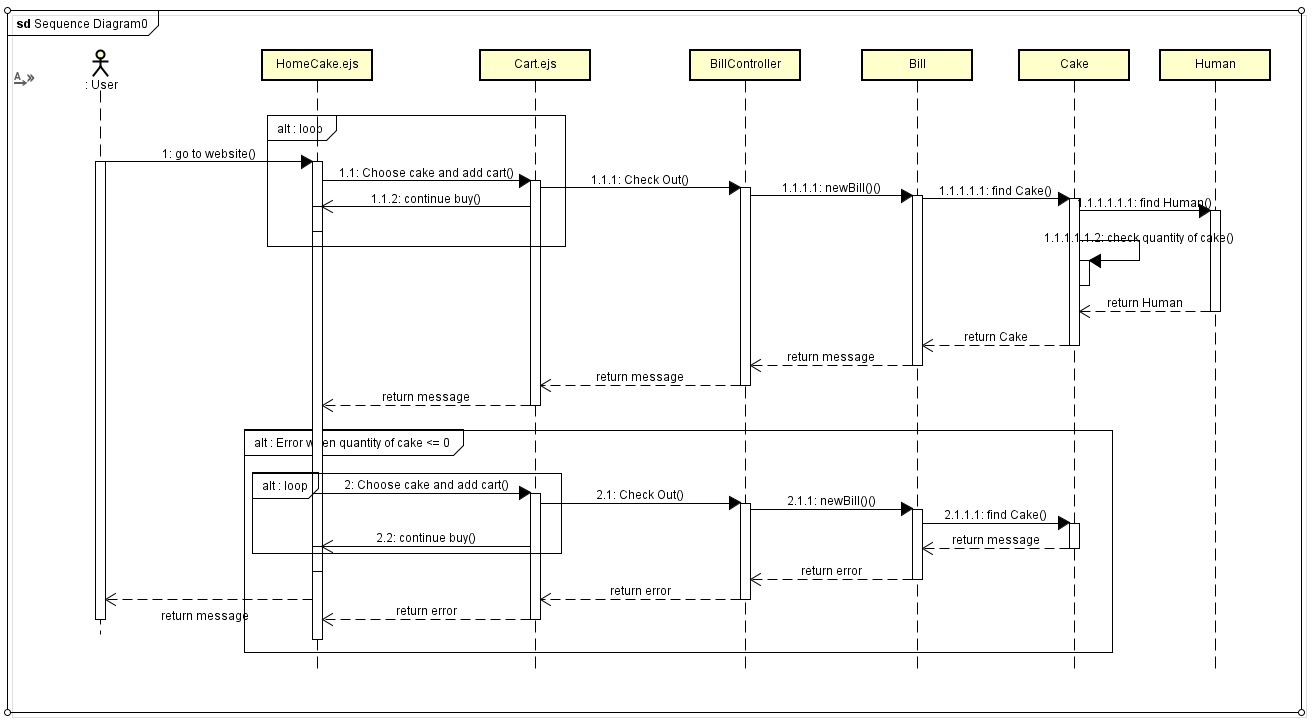 sd Sequence Diagram0
A
: User
HomeCake.ejs
Cart.ejs
BillController
Bill
Cake
Human
alt : loop
1: go to website()
1.1: Choose cake and add cart()
1.1.1: Check Out()
1.1.1.1: newBill()()
1.1.1.1.1: find Cake()
1.1.1.1.1.1: find Human()
1.1.2: continue buy()
1.1.1.1.1.2: check quantity of cake()
return Human
return Cake
return message
return message
return message
alt : Error when quantity of cake <= 0
alt : loop
2: Choose cake and add cart()
2.1: Check Out()
2.1.1: newBill()()
2.1.1.1: find Cake()
2.2: continue buy()
return message
return error
return error
return error
return message